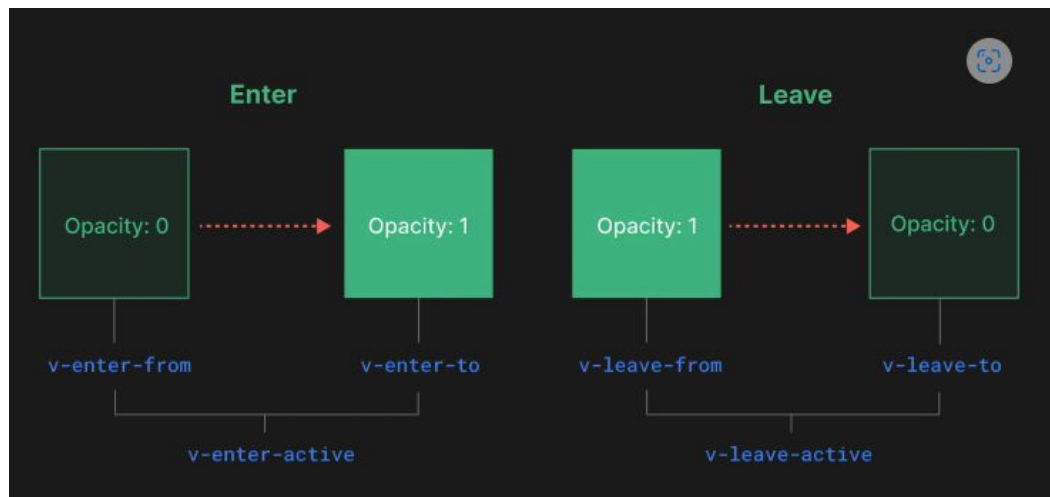 Enter
Leave
Opacity: 0
Opacity: 1
Opacity: 1
Opacity: 0
v-enter-from
v-enter-to
v-leave-from
v-leave-to
v-enter-active
v-leave-active